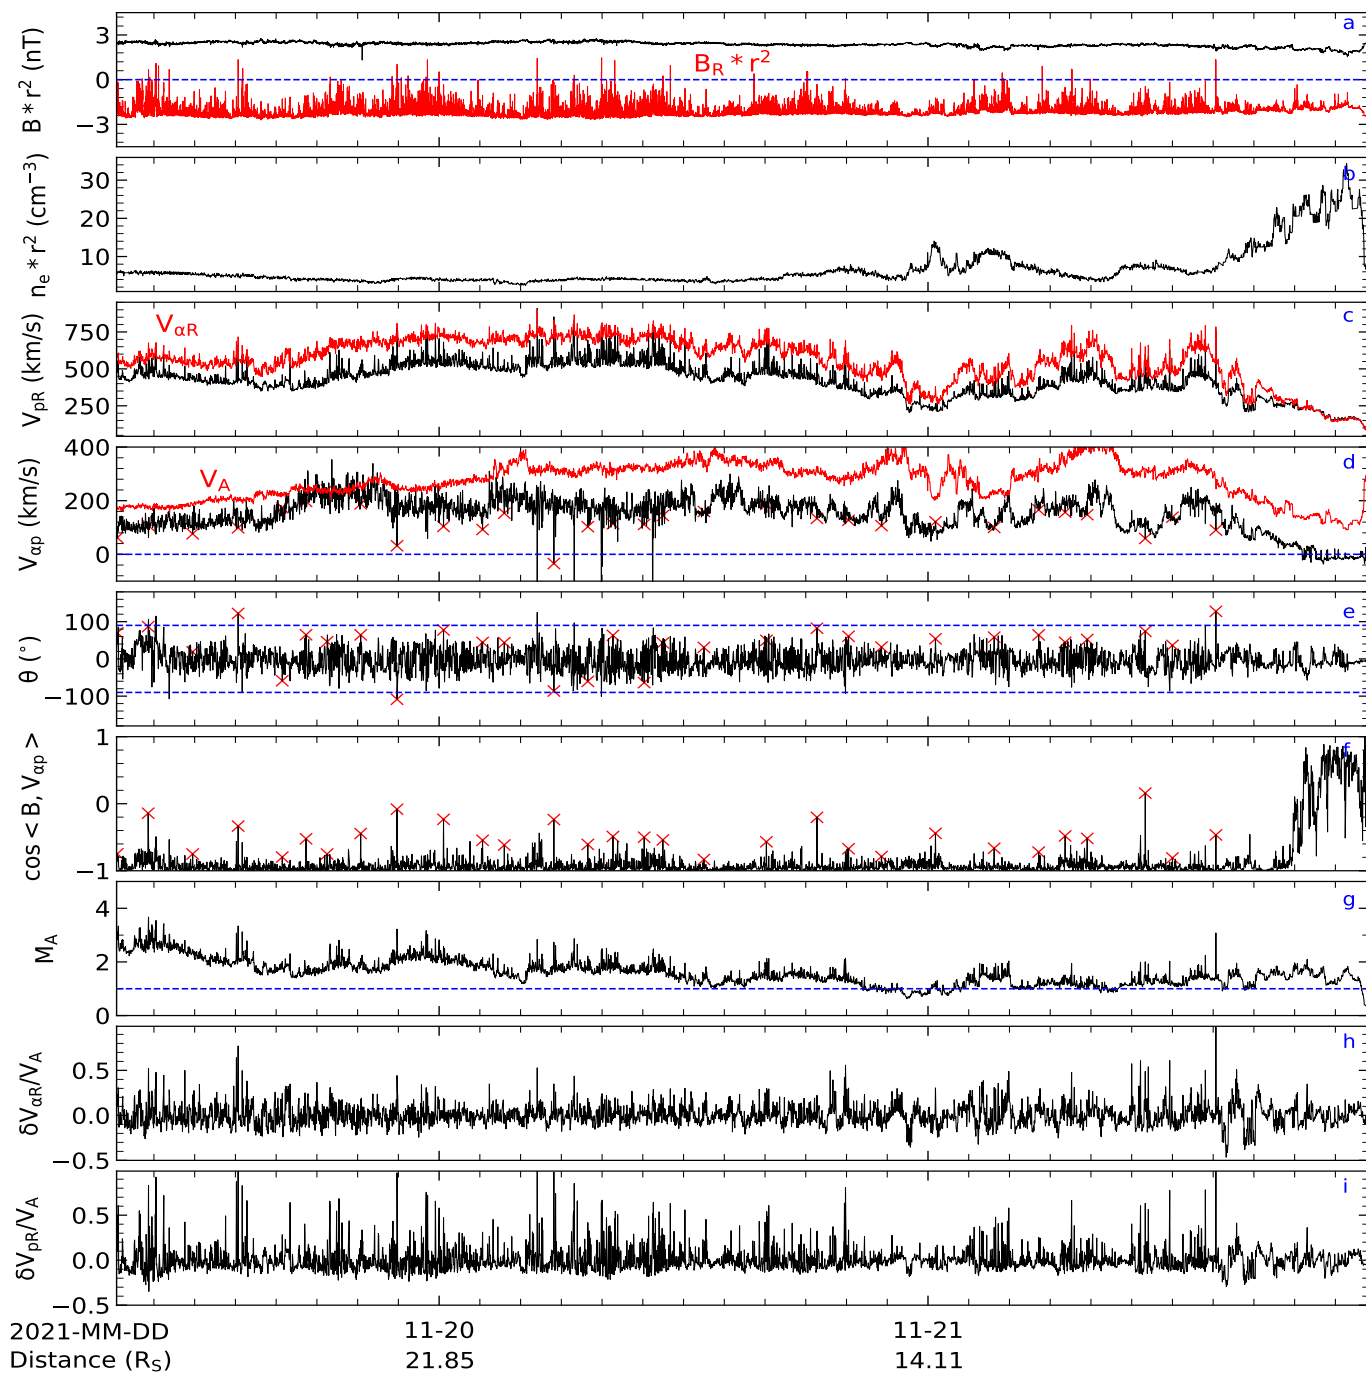 a
B * r² (nT)
3
0
−3
B_R * r²
b
n_e * r² (cm⁻³)
30
20
10
c
V_pR (km/s)
750
500
250
V_αR
d
V_αp (km/s)
400
200
0
V_A
e
θ (°)
100
0
−100
f
cos < B, V_αp >
1
0
−1
g
M_A
4
2
0
h
δV_αR/V_A
0.5
0.0
−0.5
i
δV_pR/V_A
0.5
0.0
−0.5
2021-MM-DD 11-20 11-21
Distance (R_S) 21.85 14.11